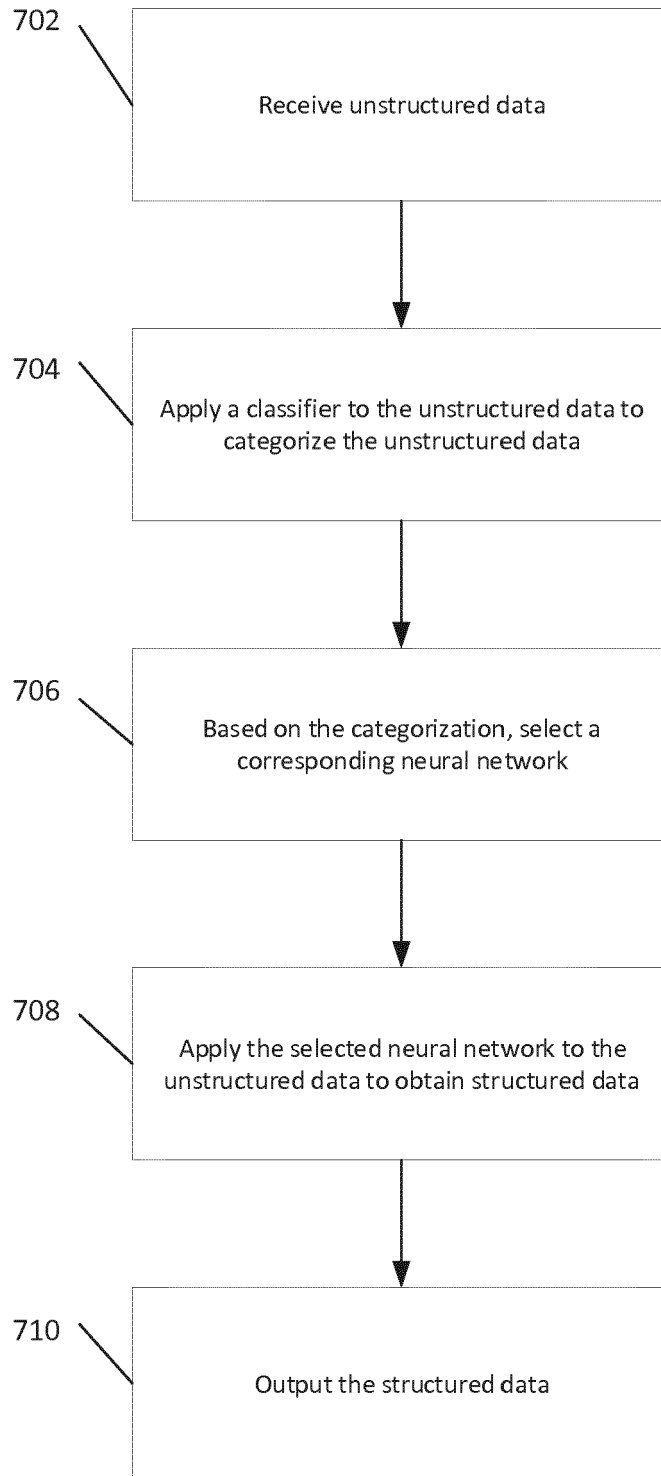 702
Receive unstructured data
704
Apply a classifier to the unstructured data to
categorize the unstructured data
706
Based on the categorization, select a
corresponding neural network
708
Apply the selected neural network to the
unstructured data to obtain structured data
710
Output the structured data